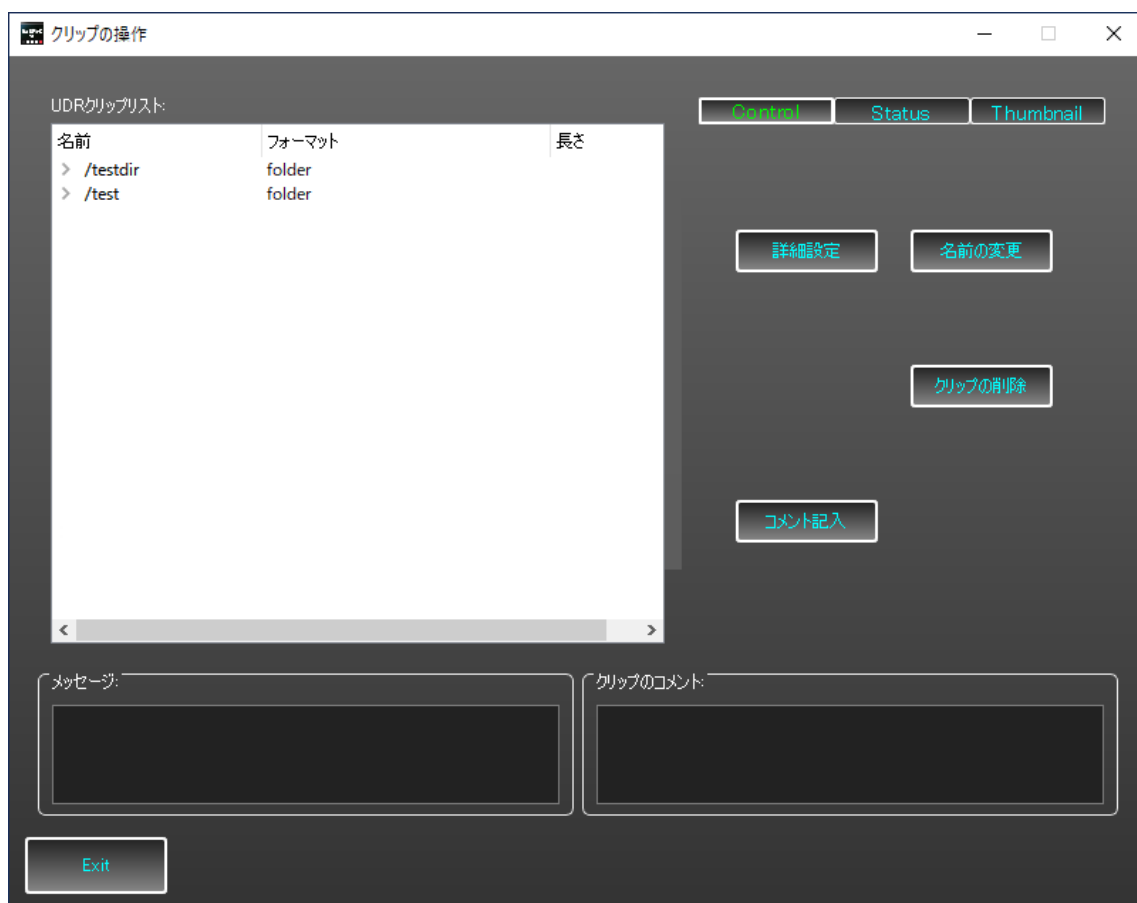 クリップの操作
UDRクリップリスト:
Control Status Thumbnail
名前 フォーマット 長さ
/testdir folder
/test folder
詳細設定 名前の変更
クリップの削除
コメント記入
メッセージ: クリップのコメント:
Exit